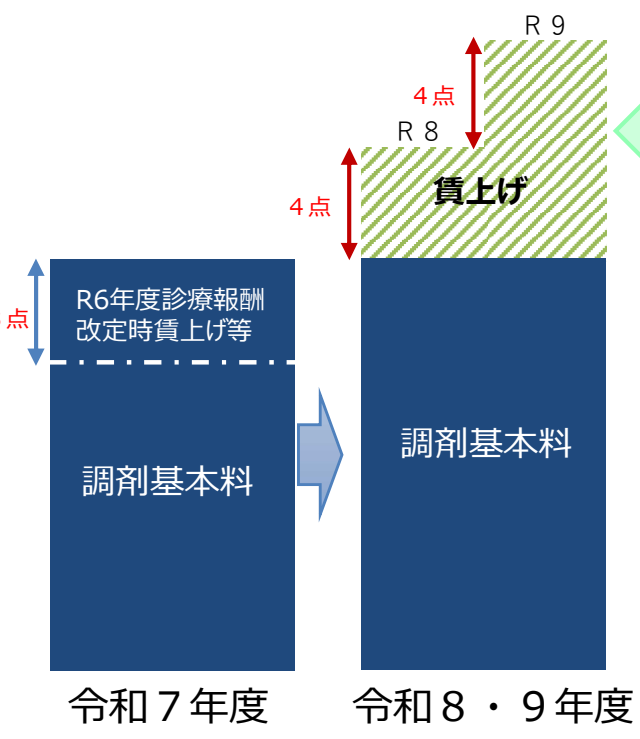 R 9
4点
R 8
賃上げ
4点
R6年度診療報酬
改定時賃上げ等
点
調剤基本料
調剤基本料
令和7年度
令和8・9年度